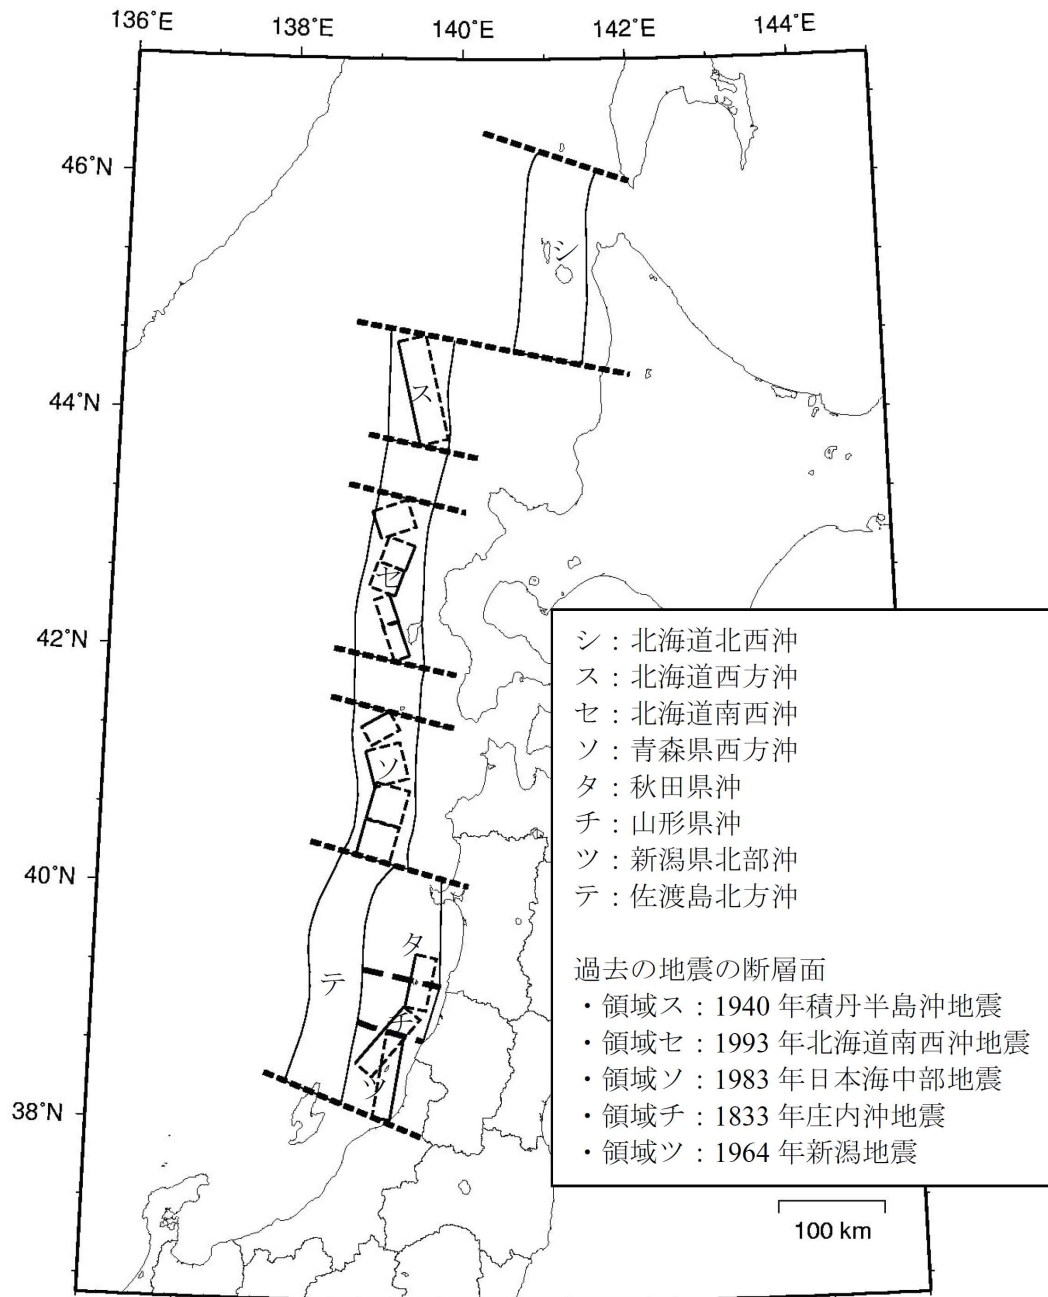 136˚E 138˚E 140˚E 142˚E 144˚E
46˚N
シ
44˚N
ス
セ
42˚N
ソ
40˚N
タ
テ
チ
ツ
38˚N
シ：北海道北西沖
ス：北海道西方沖
セ：北海道南西沖
ソ：青森県西方沖
タ：秋田県沖
チ：山形県沖
ツ：新潟県北部沖
テ：佐渡島北方沖
過去の地震の断層面
・領域ス：1940 年積丹半島沖地震
・領域セ：1993 年北海道南西沖地震
・領域ソ：1983 年日本海中部地震
・領域チ：1833 年庄内沖地震
・領域ツ：1964 年新潟地震
100 km